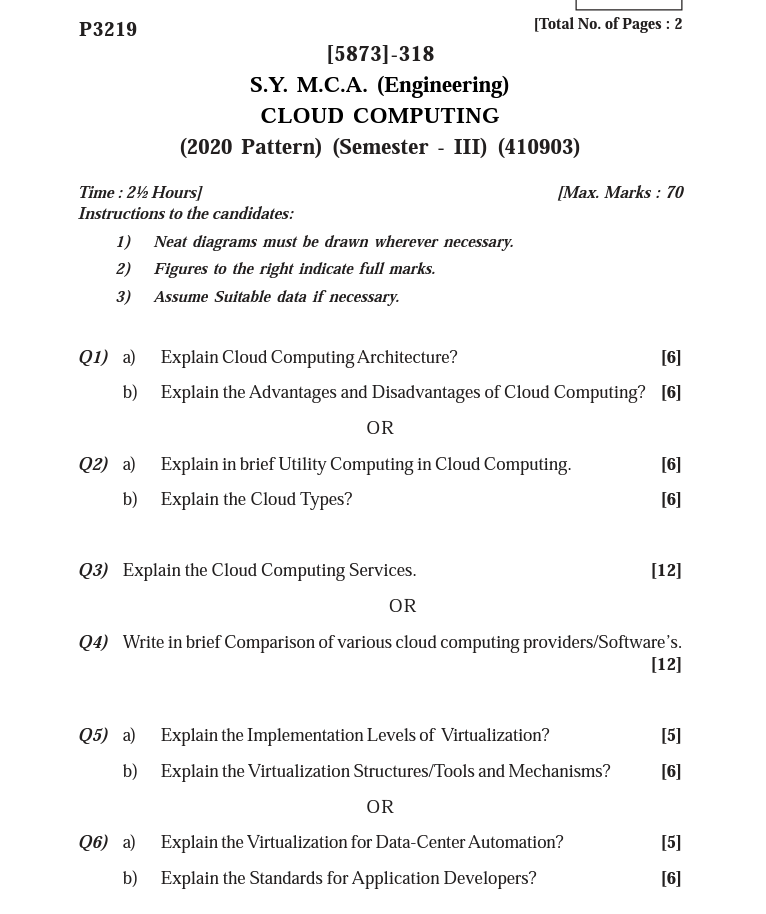 P3219
[Total No. of Pages : 2
[5873]-318
S.Y. M.C.A. (Engineering)
CLOUD COMPUTING
(2020 Pattern) (Semester - III) (410903)
Time : 2½ Hours]
[Max. Marks : 70
Instructions to the candidates:
1) Neat diagrams must be drawn wherever necessary.
2) Figures to the right indicate full marks.
3) Assume Suitable data if necessary.
Q1) a) Explain Cloud Computing Architecture? [6]
b) Explain the Advantages and Disadvantages of Cloud Computing? [6]
OR
Q2) a) Explain in brief Utility Computing in Cloud Computing. [6]
b) Explain the Cloud Types? [6]
Q3) Explain the Cloud Computing Services. [12]
OR
Q4) Write in brief Comparison of various cloud computing providers/Software's.
[12]
Q5) a) Explain the Implementation Levels of Virtualization? [5]
b) Explain the Virtualization Structures/Tools and Mechanisms? [6]
OR
Q6) a) Explain the Virtualization for Data-Center Automation? [5]
b) Explain the Standards for Application Developers? [6]